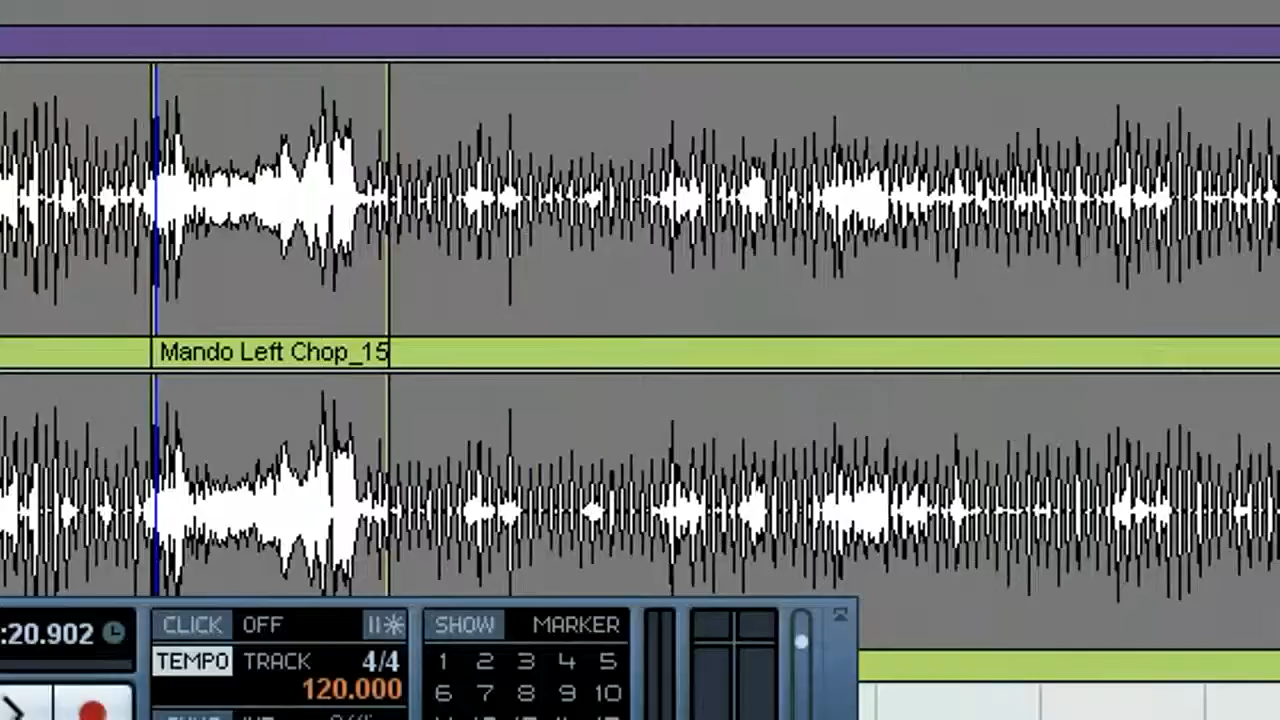 Mando Left Chop_15
:20.902
CLICK OFF
SHOW MARKER
TEMPO TRACK 4/4
120.000
1 2 3 4 5
6 7 8 9 10